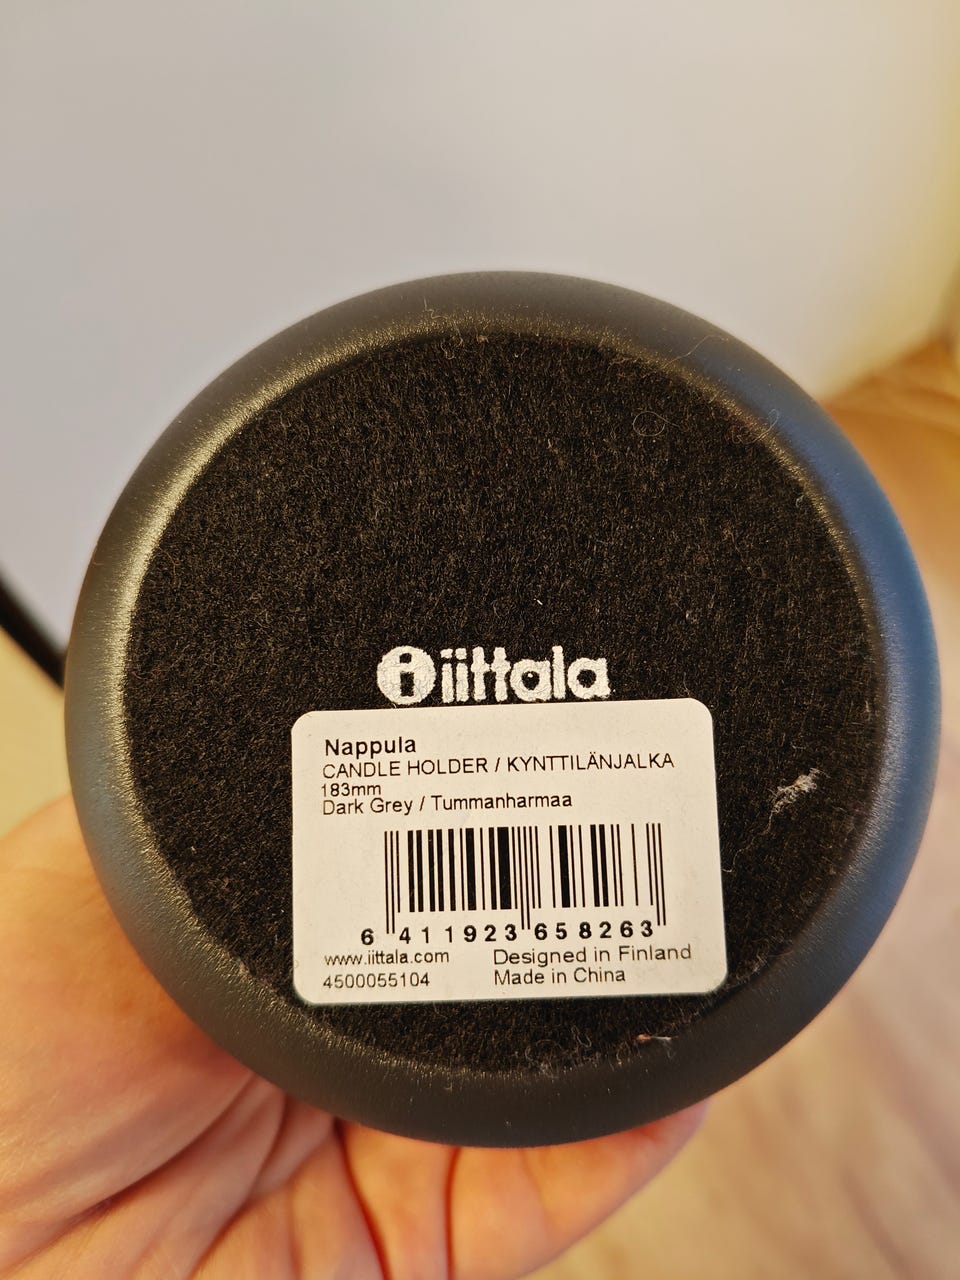 iittala
Nappula
CANDLE HOLDER / KYNTTILÄNJALKA
183mm
Dark Grey / Tummanharmaa
6 411923 658263
www.iittala.com Designed in Finland
4500055104 Made in China